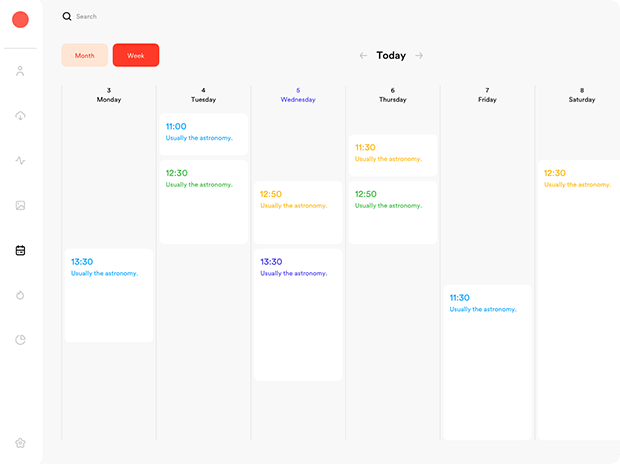 Search
Month
Week
Today
3
Monday
4
Tuesday
5
Wednesday
6
Thursday
7
Friday
8
Saturday
13:30
Usually the astronomy.
11:00
Usually the astronomy.
12:30
Usually the astronomy.
12:50
Usually the astronomy.
13:30
Usually the astronomy.
11:30
Usually the astronomy.
12:50
Usually the astronomy.
11:30
Usually the astronomy.
12:30
Usually the astronomy.